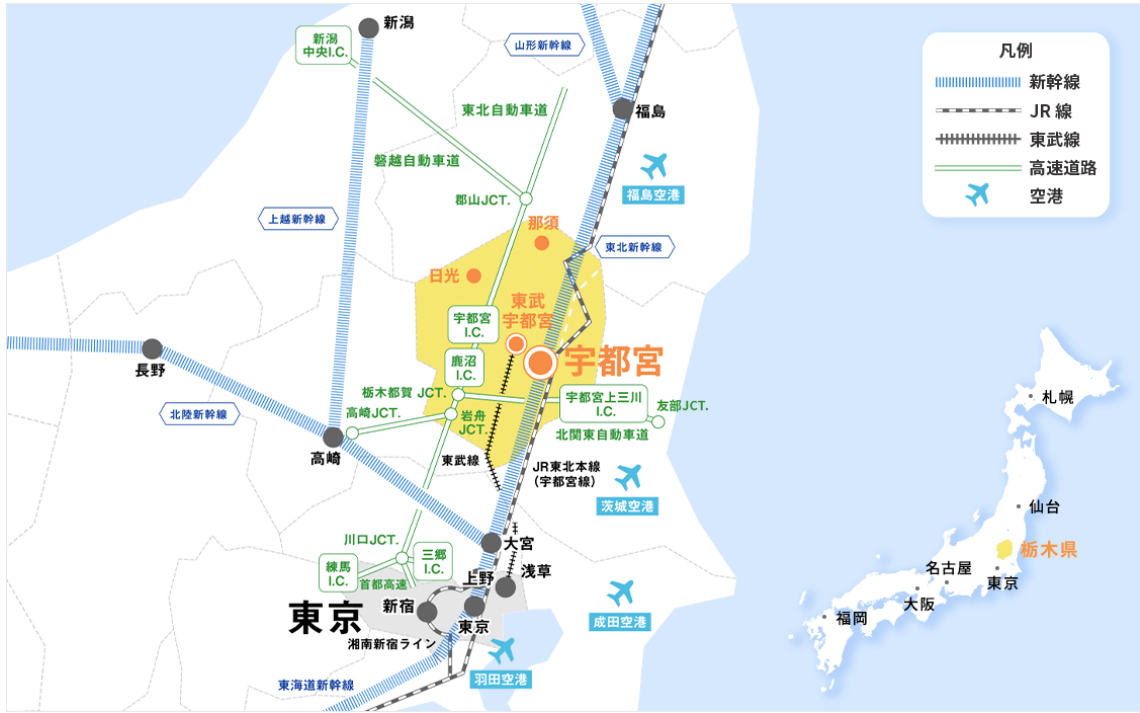 新潟
新潟
中央I.C.
山形新幹線
凡例
新幹線
JR線
東武線
高速道路
空港
東北自動車道
福島
磐越自動車道
福島空港
郡山JCT.
上越新幹線
那須
東北新幹線
日光
東武
宇都宮
宇都宮
I.C.
宇都宮
長野
鹿沼
I.C.
栃木都賀 JCT.
宇都宮上三川
I.C.
友部JCT.
北陸新幹線
高崎JCT.
岩舟
JCT.
北関東自動車道
高崎
東武線
JR東北本線
(宇都宮線)
茨城空港
川口JCT.
大宮
三郷
I.C.
練馬
I.C.
首都高速
上野
浅草
東京
新宿
東京
成田空港
湘南新宿ライン
羽田空港
東海道新幹線
札幌
仙台
栃木県
名古屋
東京
大阪
福岡